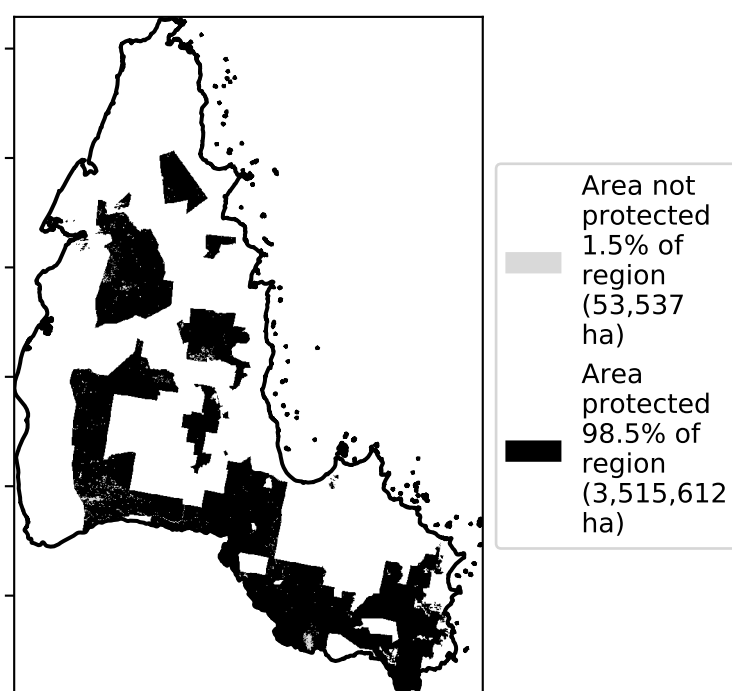 Area not
protected
1.5% of
region
(53,537
ha)
Area
protected
98.5% of
region
(3,515,612
ha)